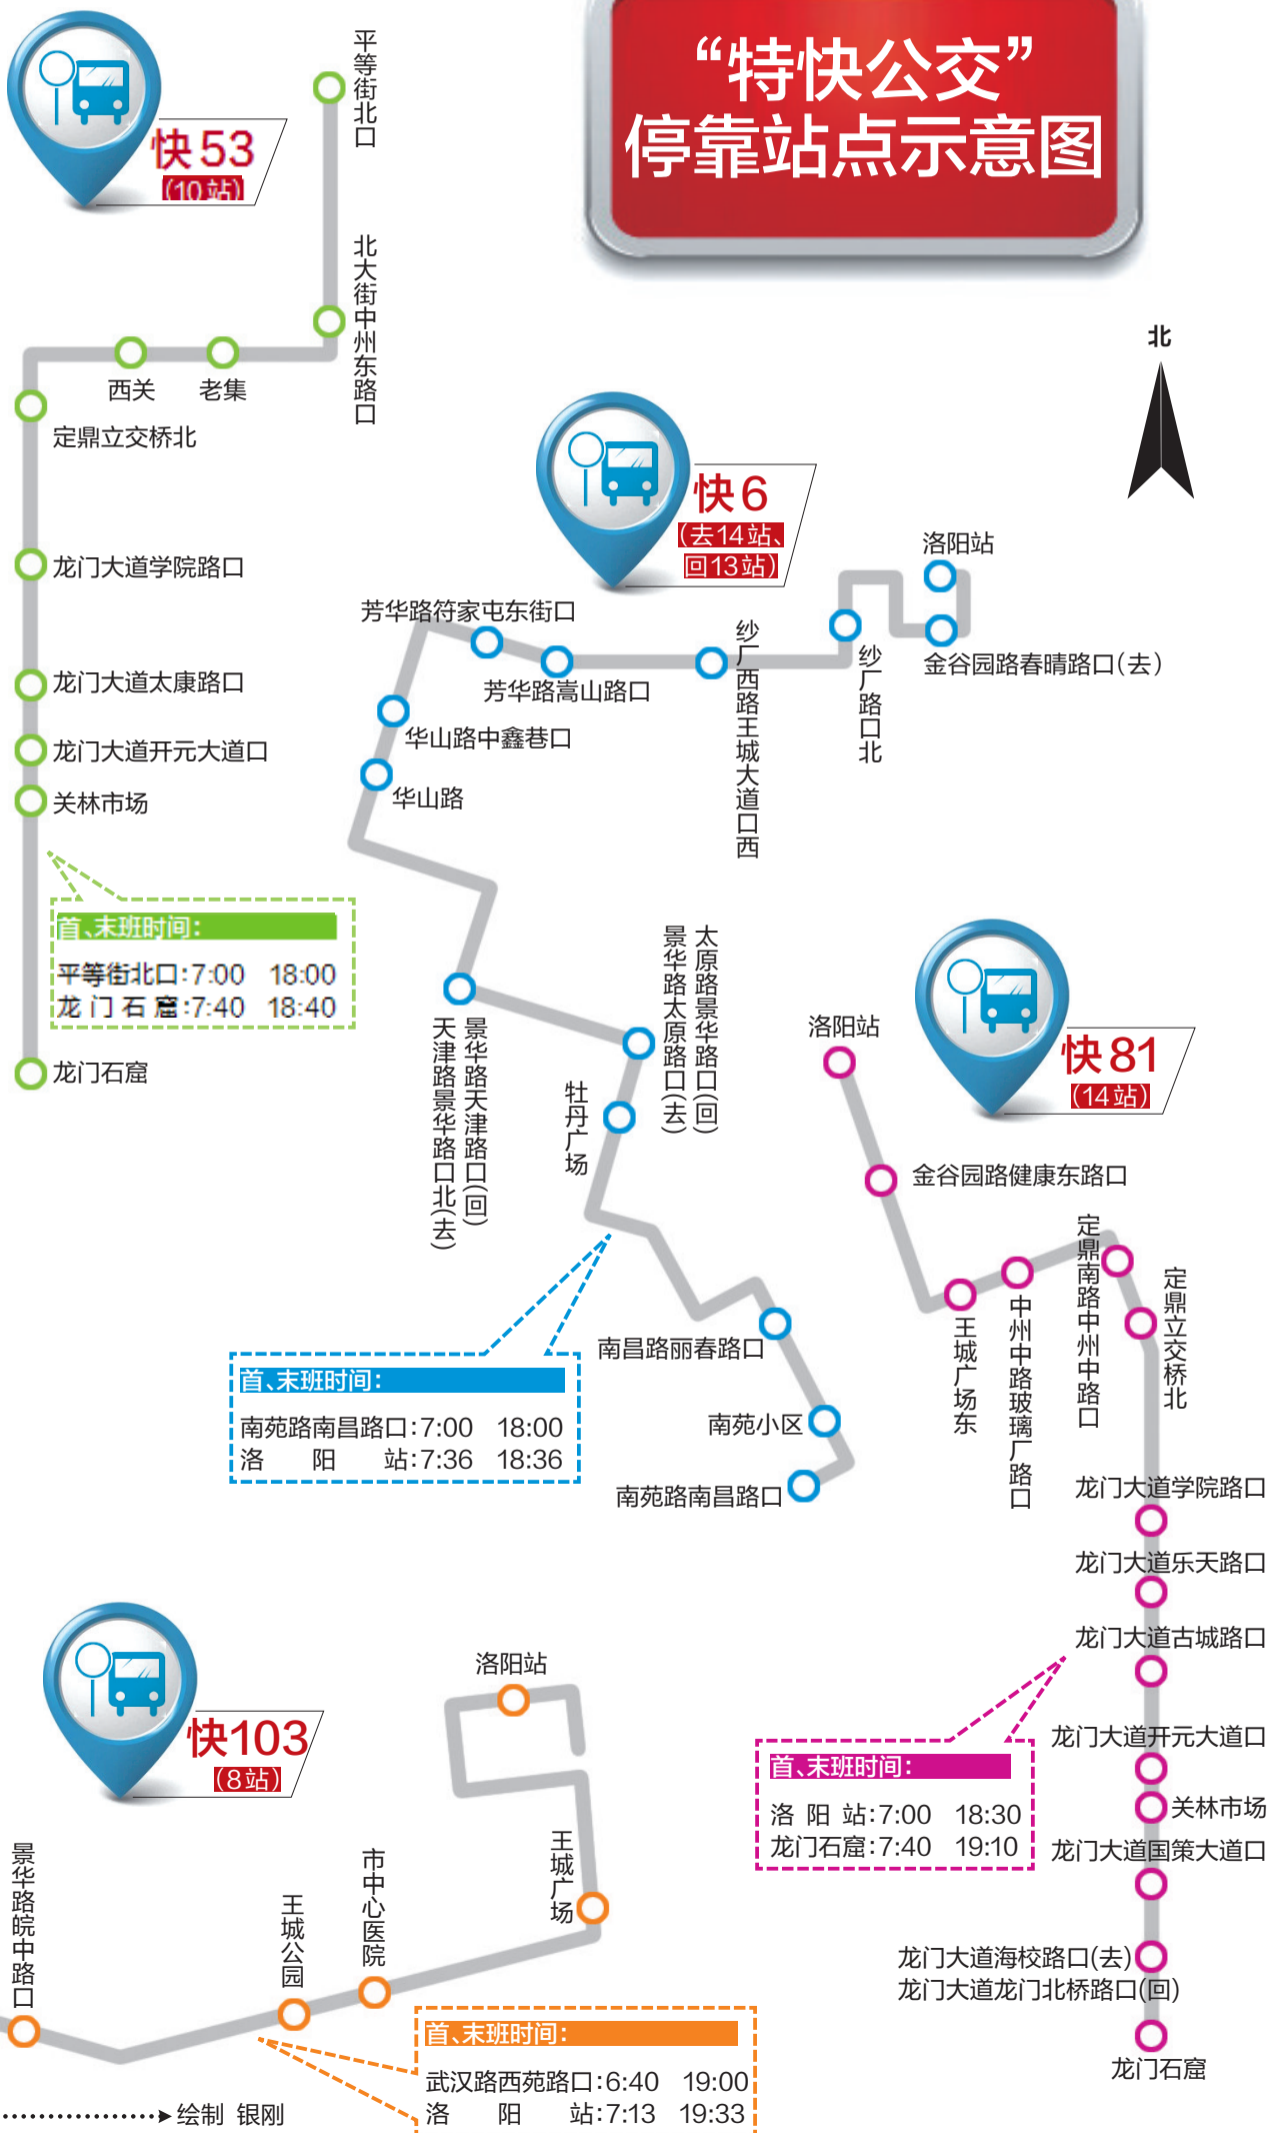 “特快公交”
停靠站点示意图
快53
(10站)
平等街北口
北大街中州东路口
老集
西关
定鼎立交桥北
龙门大道学院路口
龙门大道太康路口
龙门大道开元大道口
关林市场
首、末班时间:
平等街北口:7:00 18:00
龙门石窟:7:40 18:40
龙门石窟
北
快6
(去14站、
回13站)
洛阳站
金谷园路春晴路口(去)
纱厂路口北
纱厂西路王城大道口西
芳华路嵩山路口
芳华路符家屯东街口
华山路中鑫巷口
华山路
天津路景华路口北(去)
景华路天津路口(回)
景华路太原路口(去)
太原路景华路口(回)
牡丹广场
南昌路丽春路口
南苑小区
南苑路南昌路口
首、末班时间:
南苑路南昌路口:7:00 18:00
洛阳站:7:36 18:36
快81
(14站)
洛阳站
金谷园路健康东路口
王城广场东
中州中路玻璃厂路口
定鼎南路中州中路口
定鼎立交桥北
龙门大道学院路口
龙门大道乐天路口
龙门大道古城路口
龙门大道开元大道口
关林市场
龙门大道国策大道口
龙门大道海校路口(去)
龙门大道龙门北桥路口(回)
龙门石窟
首、末班时间:
洛阳站:7:00 18:30
龙门石窟:7:40 19:10
快103
(8站)
洛阳站
王城广场
市中心医院
王城公园
景华路皖中路口
首、末班时间:
武汉路西苑路口:6:40 19:00
洛阳站:7:13 19:33
绘制 银刚